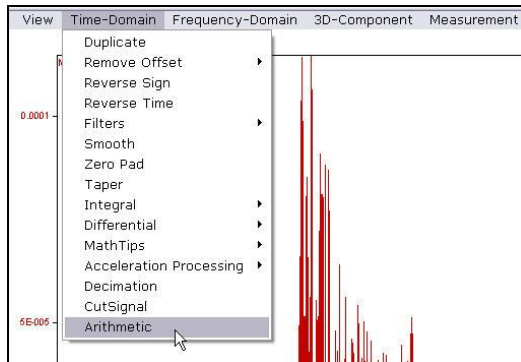 View Time-Domain Frequency-Domain 3D-Component Measurement
Duplicate
Remove Offset
Reverse Sign
Reverse Time
0.0001
Filters
Smooth
Zero Pad
Taper
Integral
Differential
MathTips
Acceleration Processing
Decimation
CutSignal
5E-005
Arithmetic